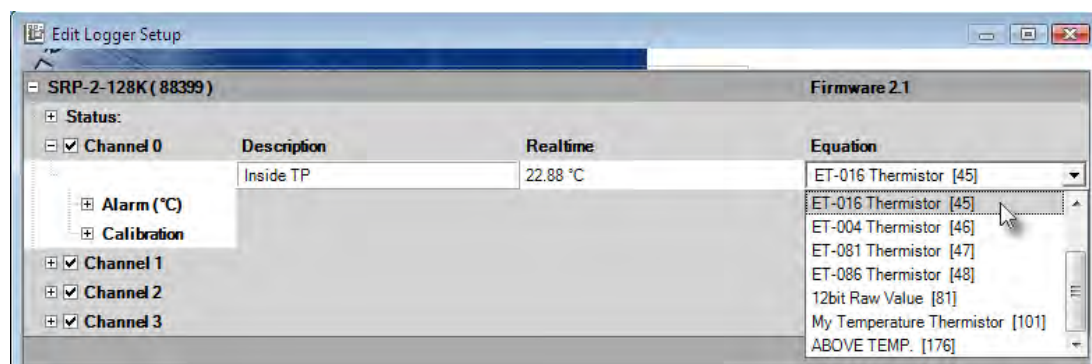 Edit Logger Setup
SRP-2-128K ( 88399 ) Firmware 2.1
Status:
Channel 0 Description Realtime Equation
Inside TP 22.88 °C ET-016 Thermistor [45]
Alarm (°C) ET-016 Thermistor [45]
ET-004 Thermistor [46]
Calibration ET-081 Thermistor [47]
Channel 1 ET-086 Thermistor [48]
Channel 2 12bit Raw Value [81]
Channel 3 My Temperature Thermistor [101]
ABOVE TEMP. [176]